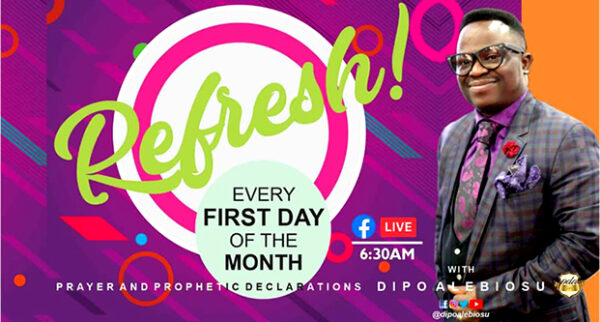 Refresh!
EVERY
FIRST DAY
OF THE
MONTH
LIVE
6:30AM
WITH
PRAYER AND PROPHETIC DECLARATIONS DIPO ALEBIOSU
@dipoalebiosu